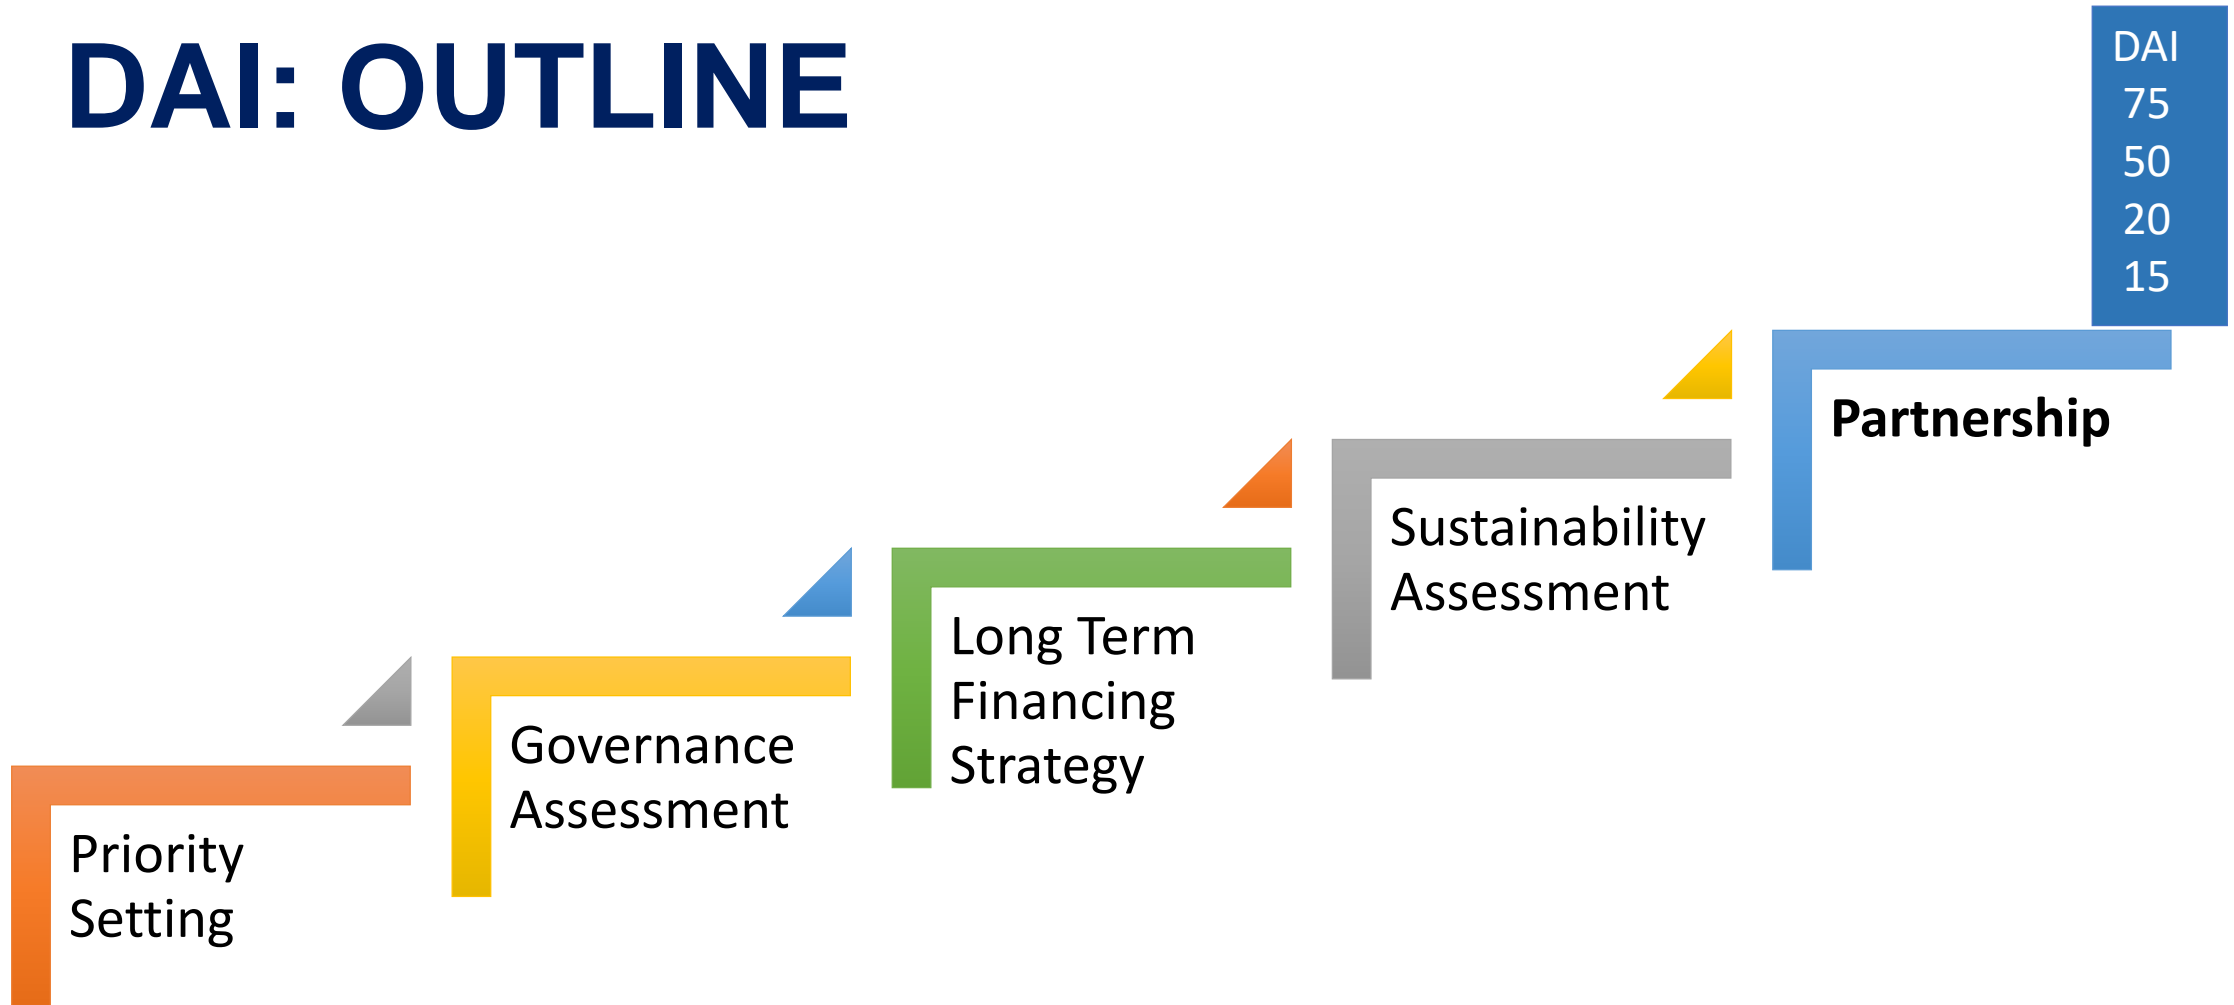 DAI: OUTLINE
DAI
75
50
20
15
Priority
Setting
Governance
Assessment
Long Term
Financing
Strategy
Sustainability
Assessment
Partnership